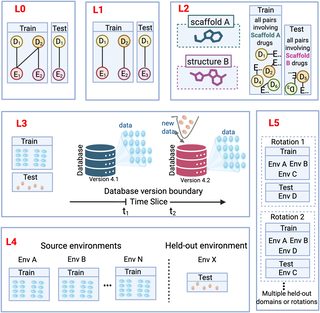 L0
Train
Test
D₁
D₂
D₃
E₁
E₂
E₃
L1
Train
Test
D₁
D₂
D₃
E₁
E₂
E₃
L2
scaffold A
structure B
Train
all pairs
involving
Scaffold A
drugs
Test
all pairs
involving
Scaffold
B drugs
L3
Train
Test
Database
Version 4.1
data
new
data
Database
Version 4.2
data
Database version boundary
Time Slice
t₁
t₂
L4
Source environments
Held-out environment
Env A
Env B
Env N
Env X
Train
Train
Train
Test
L5
Rotation 1
Train
Env A Env B
Env C
Test
Env D
Rotation 2
Train
Env A Env B
Env D
Test
Env C
Multiple held-out
domains or rotations